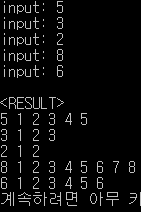 input: 5
input: 3
input: 2
input: 8
input: 6
<RESULT>
5 1 2 3 4 5
3 1 2 3
2 1 2
8 1 2 3 4 5 6 7 8
6 1 2 3 4 5 6
계속하려면 아무 키